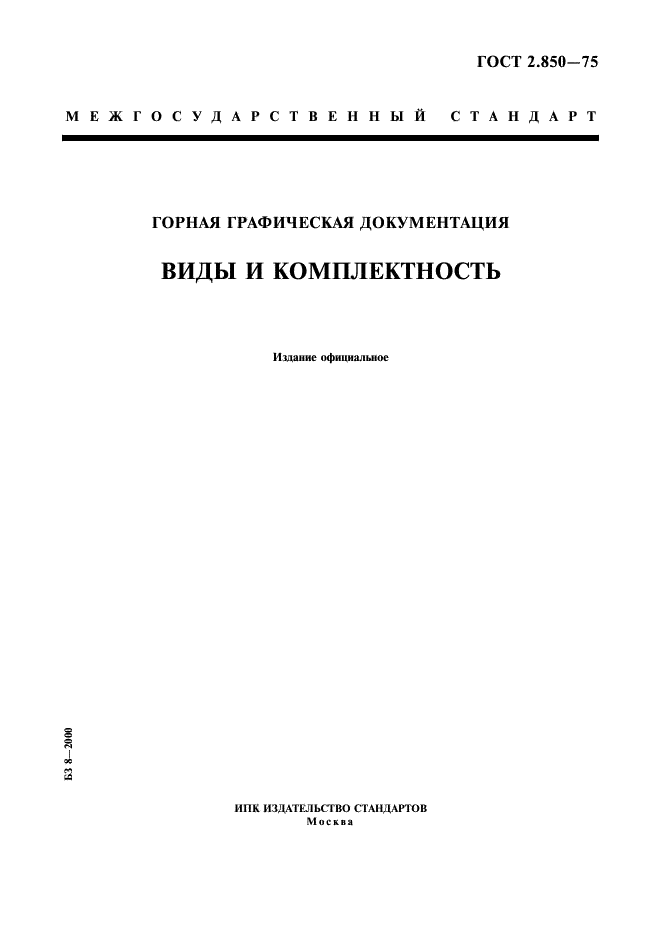 ГОСТ 2.850—75
МЕЖГОСУДАРСТВЕННЫЙ СТАНДАРТ
ГОРНАЯ ГРАФИЧЕСКАЯ ДОКУМЕНТАЦИЯ
ВИДЫ И КОМПЛЕКТНОСТЬ
Издание официальное
БЗ 8—2000
ИПК ИЗДАТЕЛЬСТВО СТАНДАРТОВ
Москва